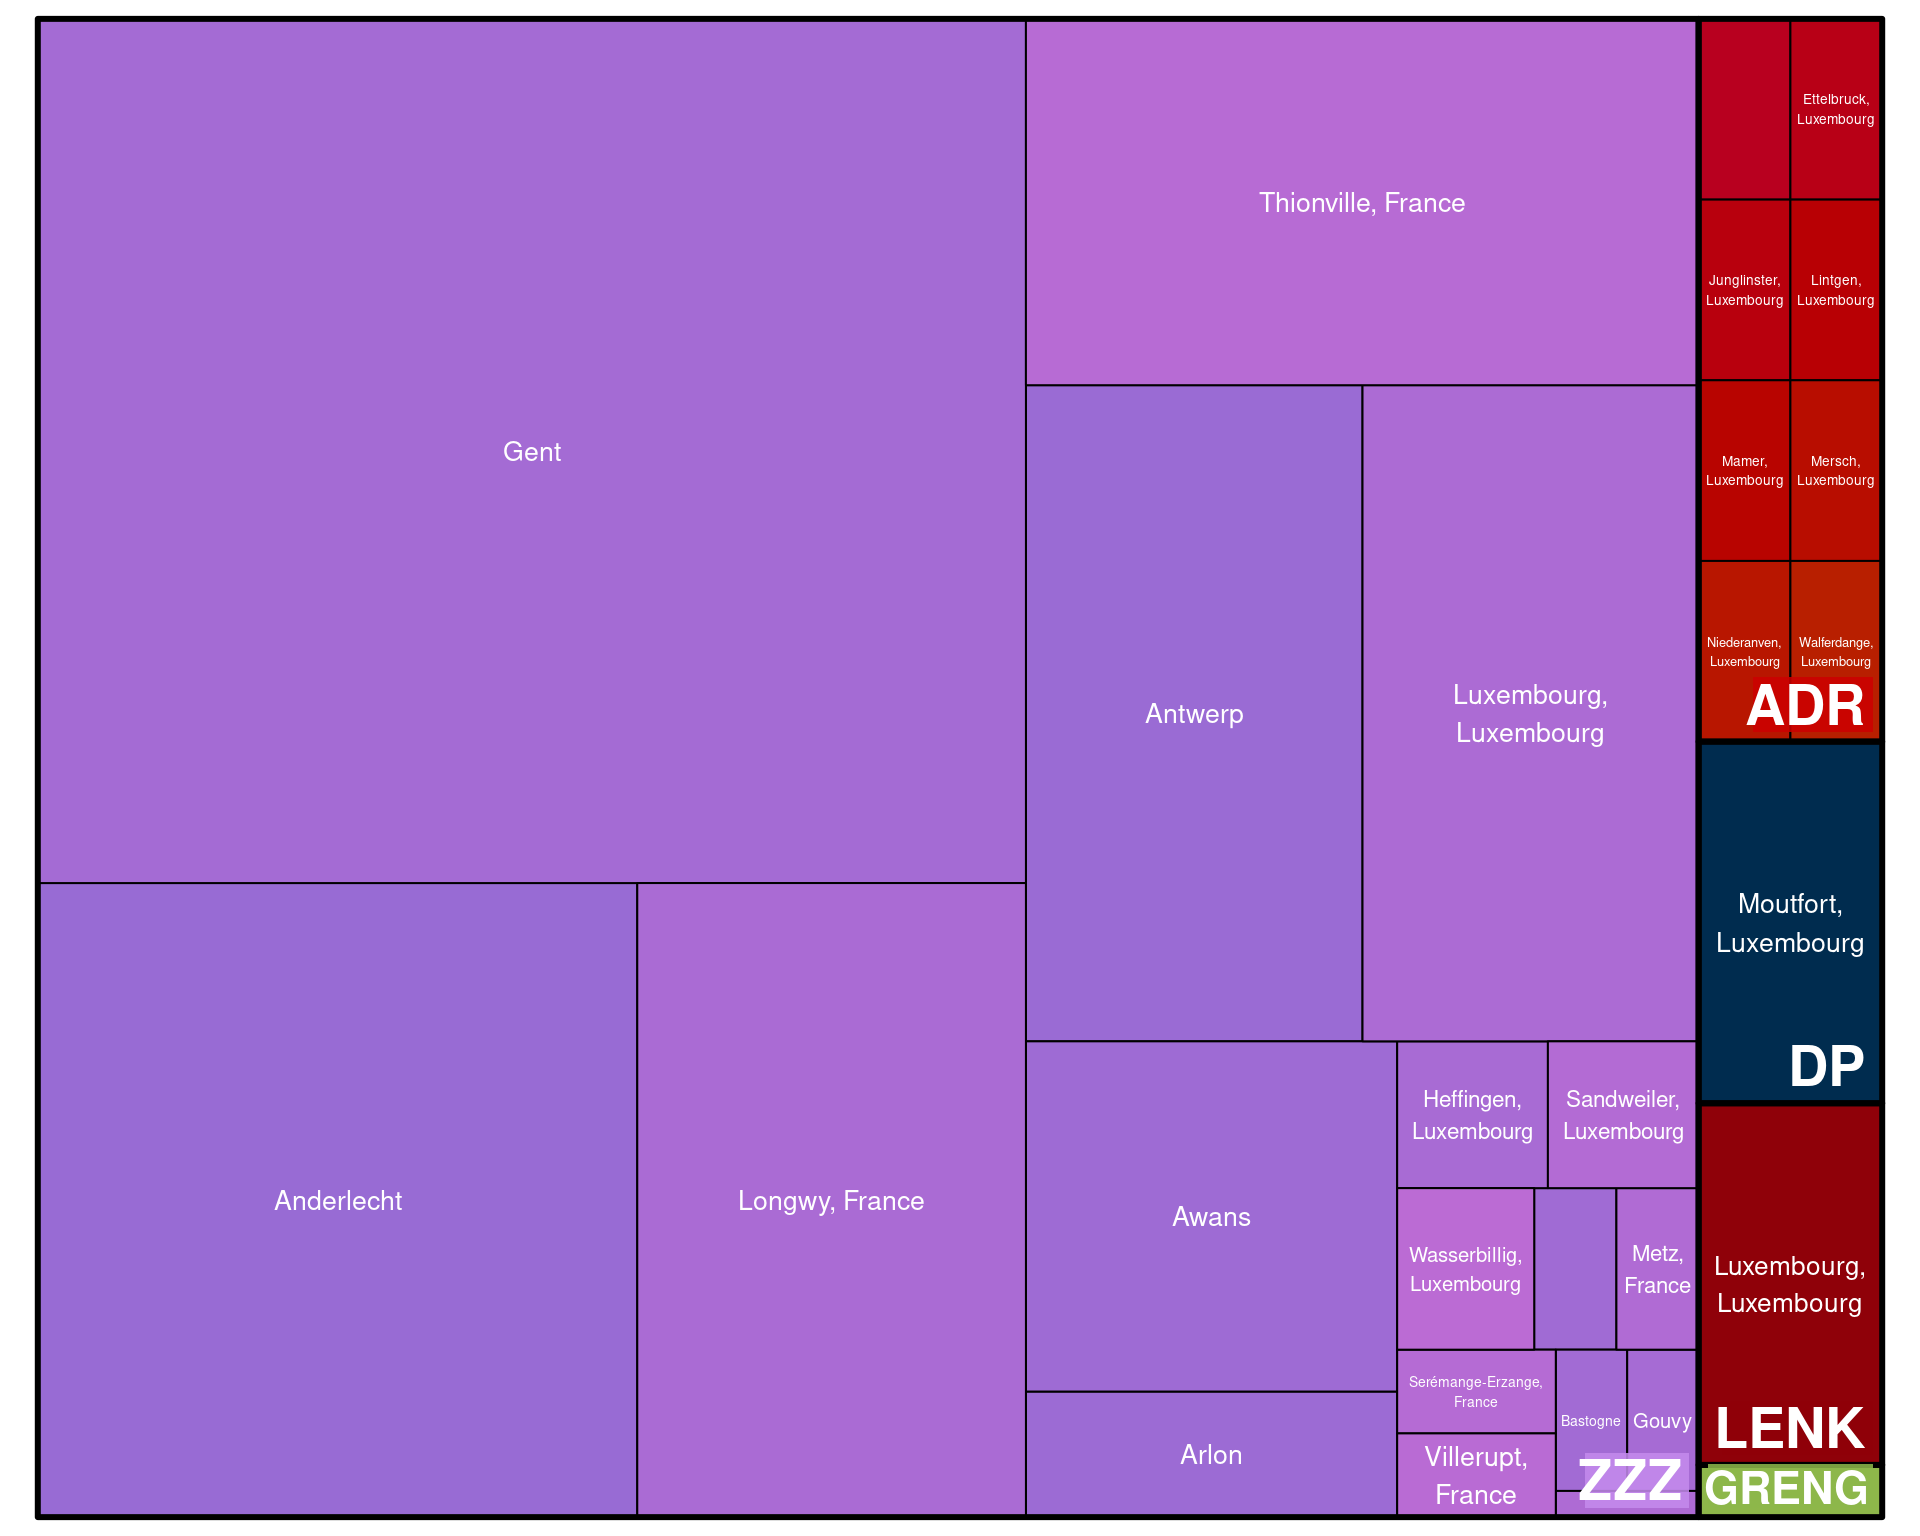 Gent
Thionville, France
Ettelbruck,
Luxembourg
Junglinster,
Luxembourg
Lintgen,
Luxembourg
Mamer,
Luxembourg
Mersch,
Luxembourg
Niederanven,
Luxembourg
Walferdange,
Luxembourg
ADR
Antwerp
Luxembourg,
Luxembourg
Moutfort,
Luxembourg
DP
Anderlecht
Longwy, France
Awans
Heffingen,
Luxembourg
Sandweiler,
Luxembourg
Wasserbillig,
Luxembourg
Metz,
France
Luxembourg,
Luxembourg
LENK
Serémange-Erzange,
France
Bastogne
Gouvy
Arlon
Villerupt,
France
ZZZ
GRENG